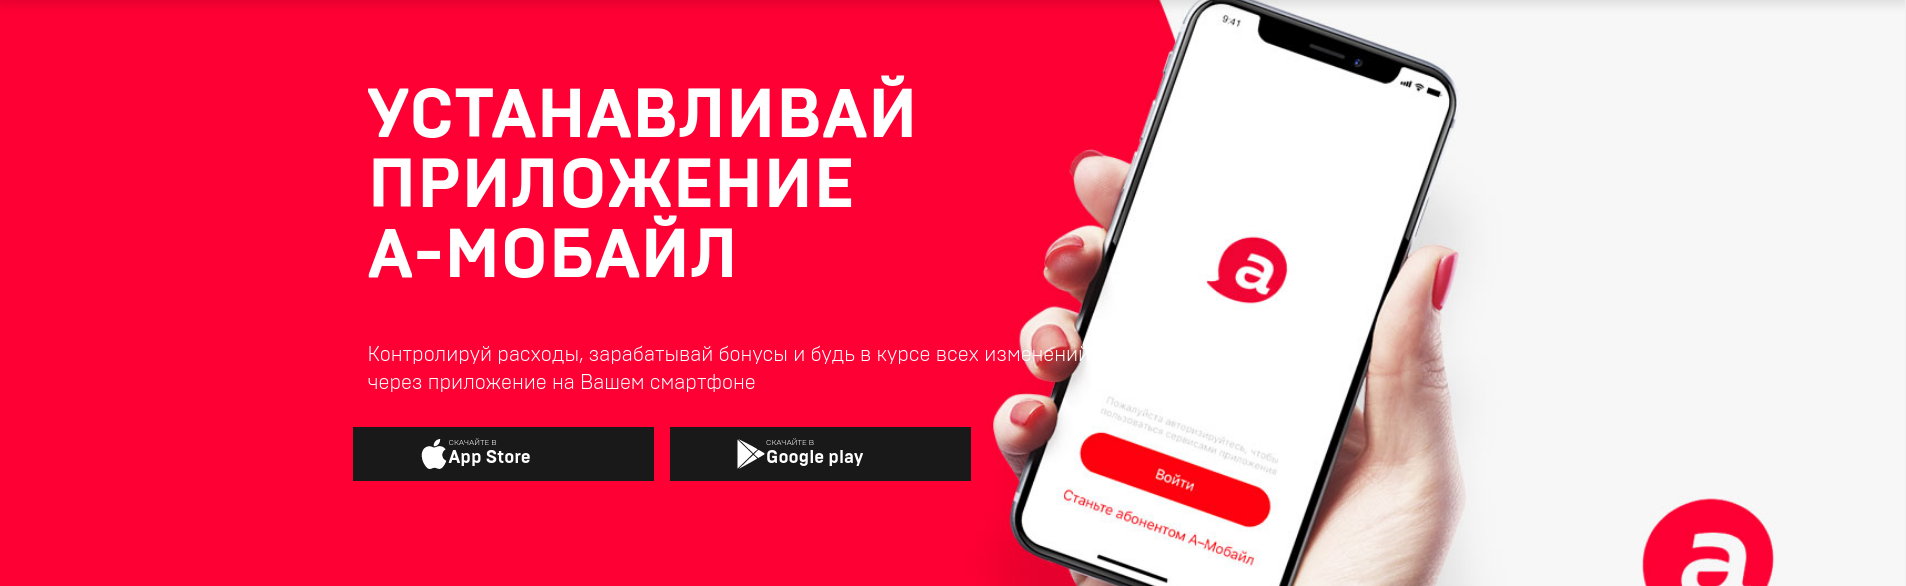 УСТАНАВЛИВАЙ
ПРИЛОЖЕНИЕ
А-МОБАЙЛ
Контролируй расходы, зарабатывай бонусы и будь в курсе всех изменений
через приложение на Вашем смартфоне
СКАЧАЙТЕ В
App Store
СКАЧАЙТЕ В
Google play
9:41
a
Пожалуйста авторизируйтесь, чтобы
пользоваться сервисами приложения
Войти
Станьте абонентом А-Мобайл
a